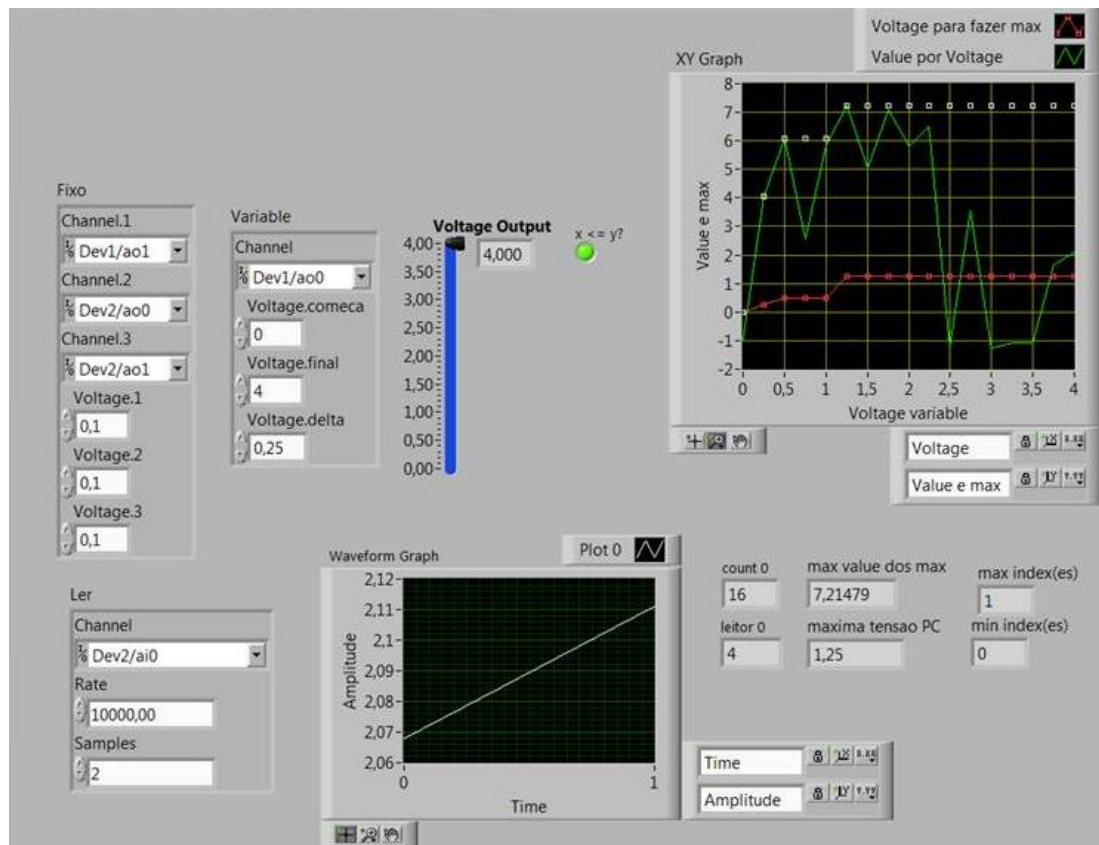 Voltage para fazer max
Value por Voltage
XY Graph
8
7
6
5
4
3
2
1
0
-1
-2
Value e max
0 0,5 1 1,5 2 2,5 3 3,5 4
Voltage variable
Voltage
Value e max
Fixo
Channel.1
Dev1/ao1
Channel.2
Dev2/ao0
Channel.3
Dev2/ao1
Voltage.1
0,1
Voltage.2
0,1
Voltage.3
0,1
Variable
Channel
Dev1/ao0
Voltage.comeca
0
Voltage.final
4
Voltage.delta
0,25
Voltage Output
4,000
4,00
3,50
3,00
2,50
2,00
1,50
1,00
0,50
0,00
x <= y?
Ler
Channel
Dev2/ai0
Rate
10000,00
Samples
2
Waveform Graph
Plot 0
2,12
2,11
2,1
2,09
2,08
2,07
2,06
Amplitude
0 1
Time
Time
Amplitude
count 0
16
max value dos max
7,21479
max index(es)
1
leitor 0
4
maxima tensao PC
1,25
min index(es)
0